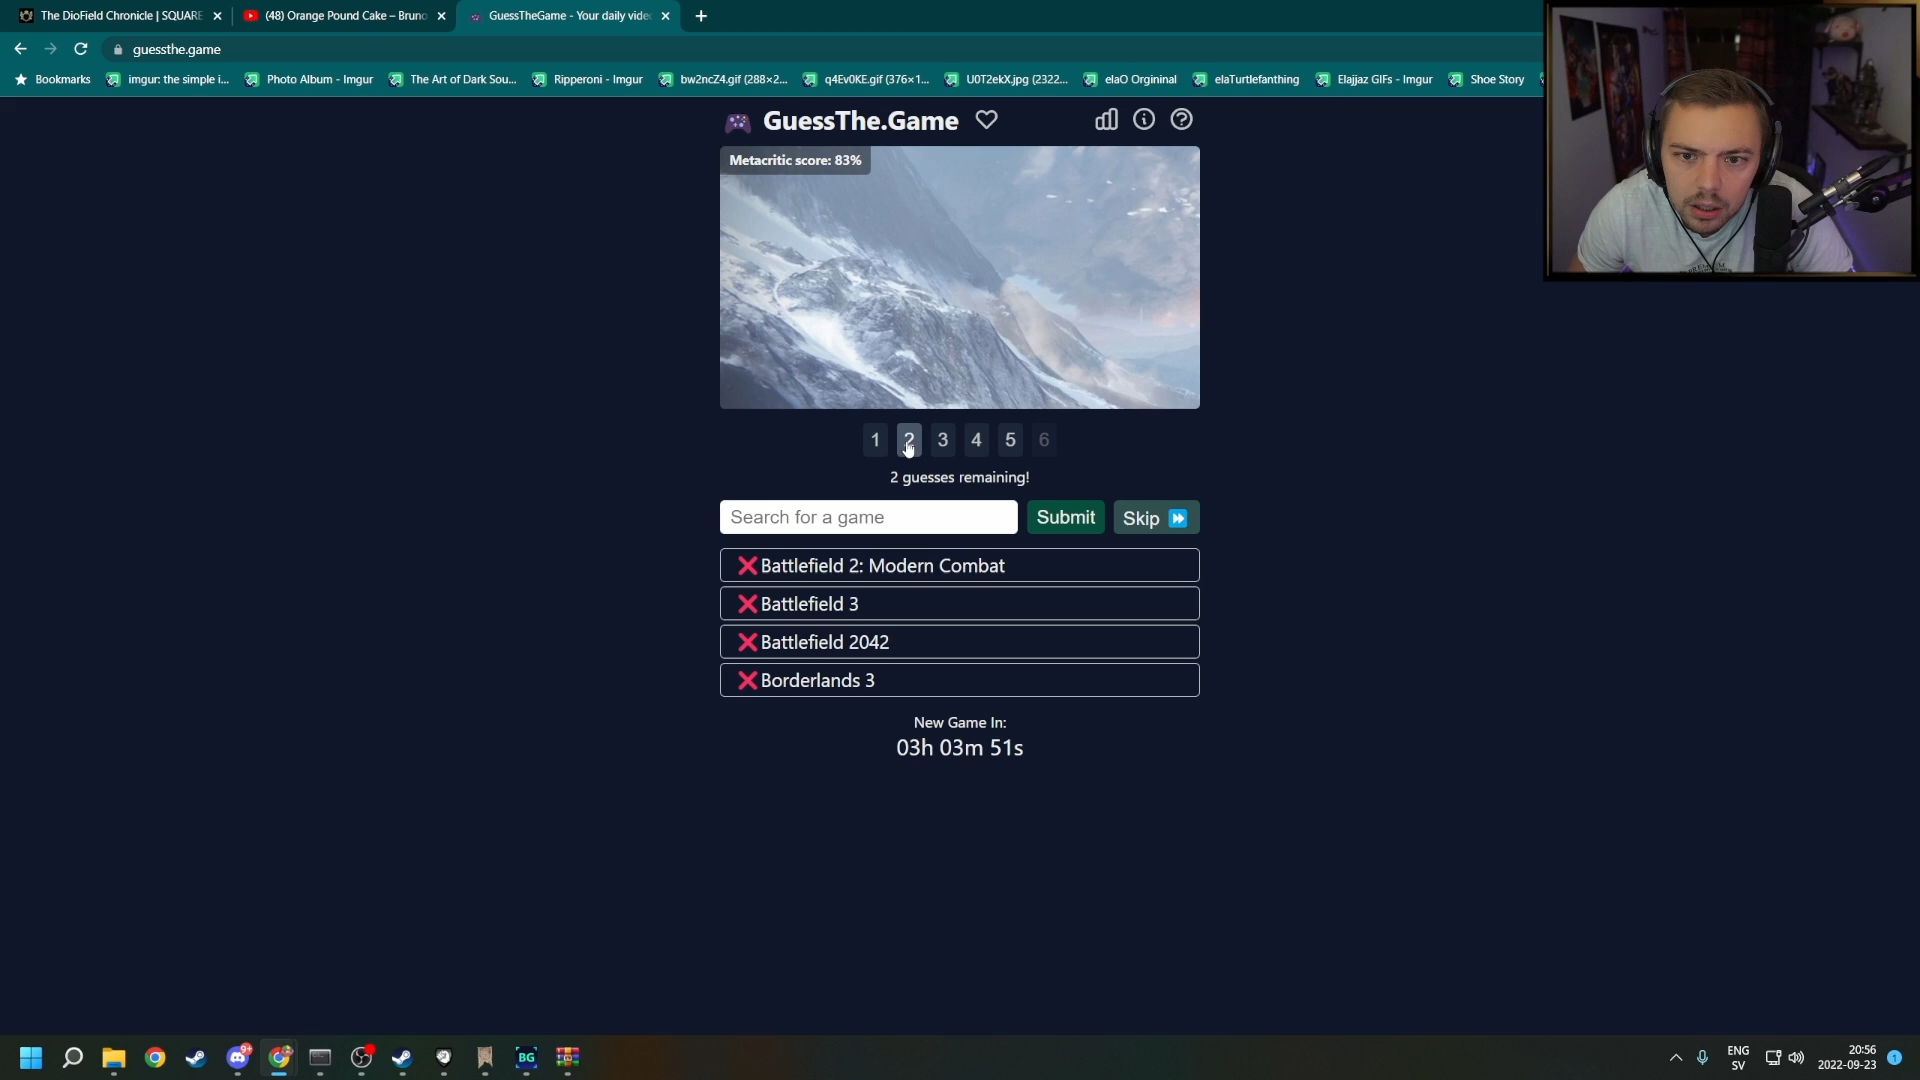 The DioField Chronicle | SQUARE
(48) Orange Pound Cake – Bruno
GuessTheGame - Your daily vide
guessthe.game
Bookmarks
imgur: the simple i...
Photo Album - Imgur
The Art of Dark Sou...
Ripperoni - Imgur
bw2ncZ4.gif (288×2...
q4Ev0KE.gif (376×1...
U0T2ekX.jpg (2322...
elaO Orgininal
elaTurtlefanthing
Elajjaz GIFs - Imgur
Shoe Story
GuessThe.Game
Metacritic score: 83%
1 2 3 4 5 6
2 guesses remaining!
Search for a game
Submit
Skip
Battlefield 2: Modern Combat
Battlefield 3
Battlefield 2042
Borderlands 3
New Game In:
03h 03m 51s
9+
BG
ENG
SV
20:56
2022-09-23
1